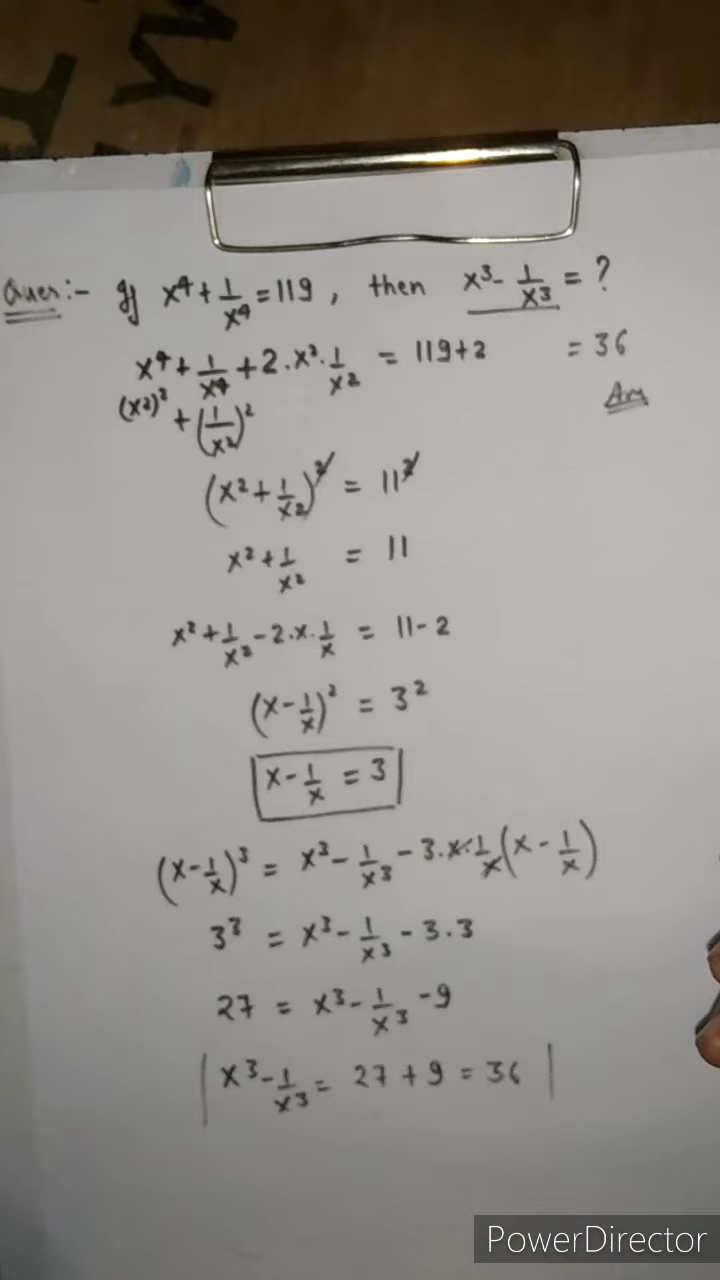 Ques:- If x⁴ + 1/x⁴ = 119, then x³ - 1/x³ = ?
x⁴ + 1/x⁴ + 2.x².1/x² = 119+2 = 36
(x2)² + (1/x²)² Ans
(x² + 1/x2)² = 11²
x² + 1/x² = 11
x² + 1/x² - 2.x.1/x = 11-2
(x - 1/x)² = 3²
x - 1/x = 3
(x - 1/x)³ = x³ - 1/x3 - 3.x.1/x (x - 1/x)
3³ = x³ - 1/x3 - 3.3
27 = x³ - 1/x3 - 9
x³ - 1/x3 = 27 + 9 = 36
PowerDirector